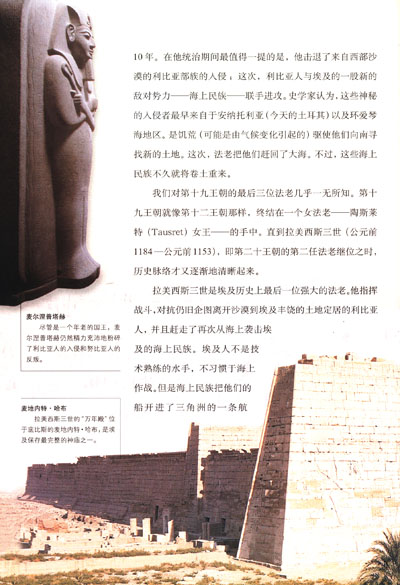 10 年。在他统治期间最值得一提的是，他击退了来自西部沙
漠的利比亚部族的入侵；这次，利比亚人与埃及的一股新的
敌对势力——海上民族——联手进攻。史学家认为，这些神秘
的入侵者最早来自于安纳托利亚（今天的土耳其）以及环爱琴
海地区。是饥荒（可能是由气候变化引起的）驱使他们向南寻
找新的土地。这次，法老把他们赶回了大海。不过，这些海上
民族不久就将卷土重来。
我们对第十九王朝的最后三位法老几乎一无所知。第十
九王朝就像第十二王朝那样，终结在一个女法老——陶斯莱
特（Tausret）女王——的手中。直到拉美西斯三世（公元前
1184—公元前1153），即第二十王朝的第二任法老继位之时，
历史脉络才又逐渐地清晰起来。
拉美西斯三世是埃及历史上最后一位强大的法老。他指挥
战斗，对抗仍旧企图离开沙漠到埃及丰饶的土地定居的利比亚
人，并且赶走了再次从海上袭击埃
及的海上民族。埃及人不是技
术熟练的水手，不习惯于海上
作战。但是海上民族把他们的
船开进了三角洲的一条航
麦尔涅普塔赫
尽管是一个年老的国王，麦
尔涅普塔赫仍然精力充沛地粉碎
了利比亚人的入侵和努比亚人的
反叛。
麦地内特·哈布
拉美西斯三世的“万年殿”位
于底比斯的麦地内特·哈布，是埃
及保存最完整的神庙之一。